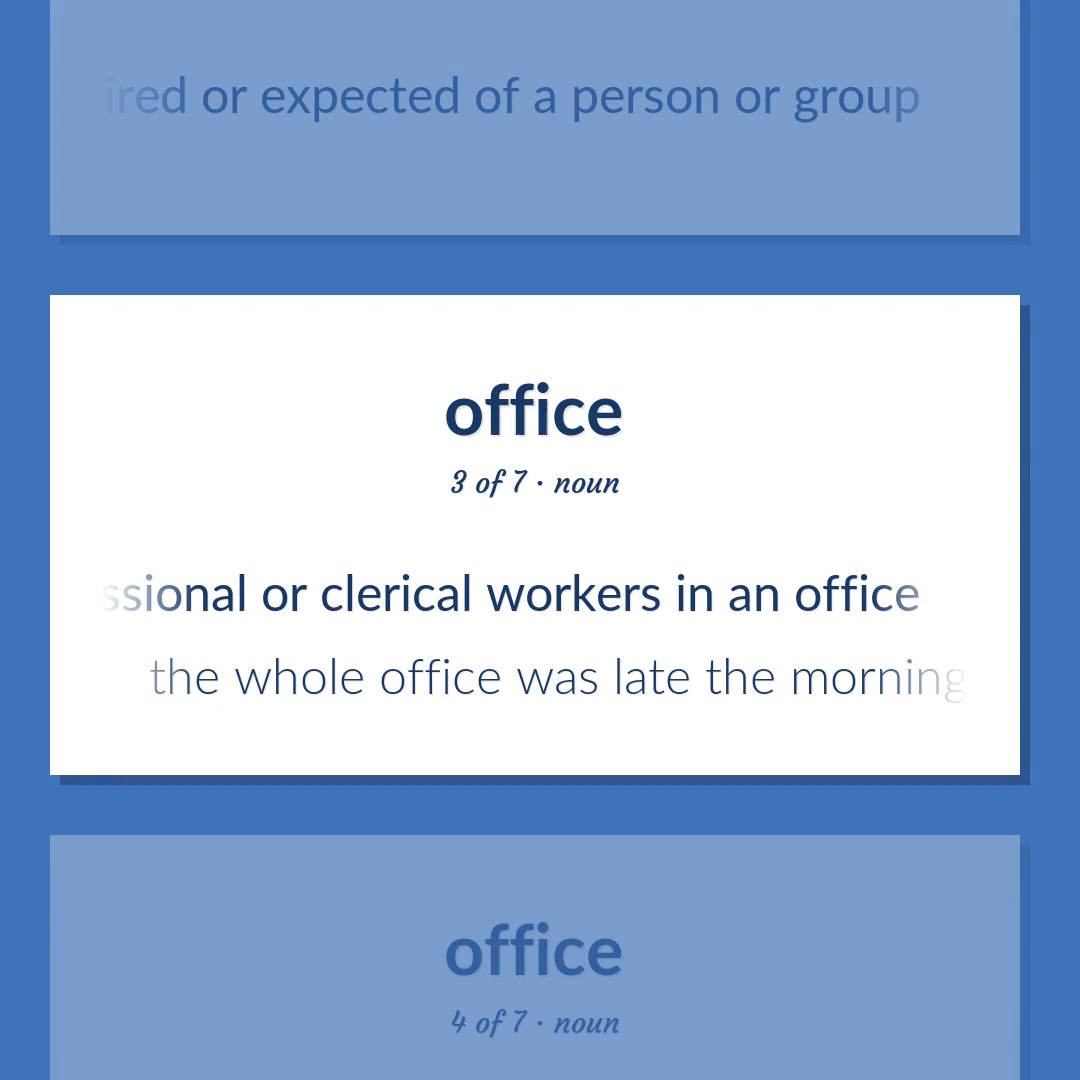 ired or expected of a person or group
office
3 of 7 · noun
ssional or clerical workers in an office
the whole office was late the morning
office
4 of 7 · noun